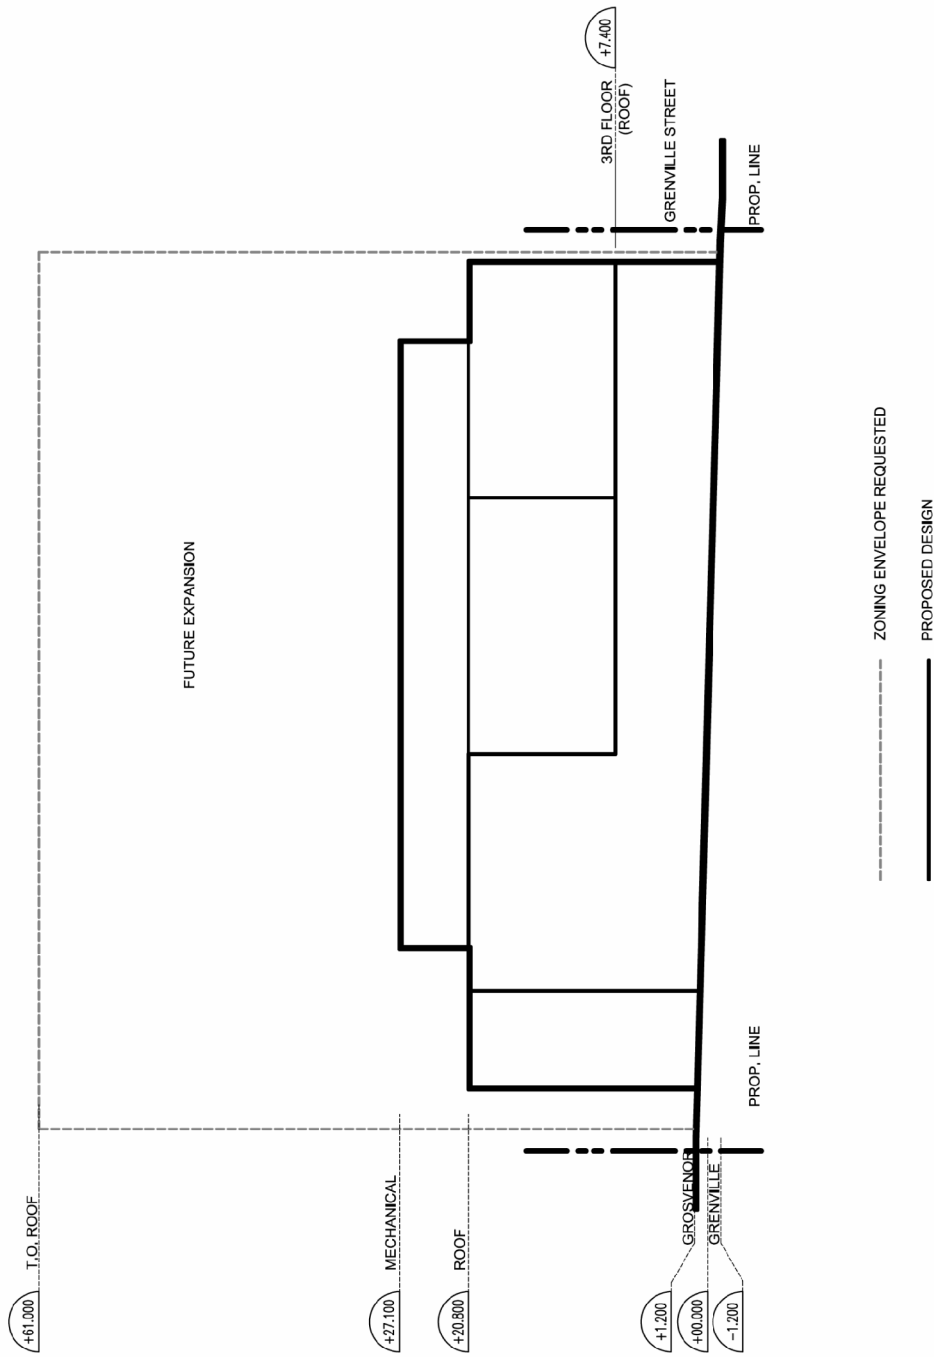 +61.000
T.O. ROOF
FUTURE EXPANSION
+27.100
MECHANICAL
+20.800
ROOF
+7.400
3RD FLOOR
(ROOF)
GRENVILLE STREET
+1.200
GROSVENOR
+00.000
GRENVILLE
-1.200
PROP. LINE
PROP. LINE
ZONING ENVELOPE REQUESTED
PROPOSED DESIGN